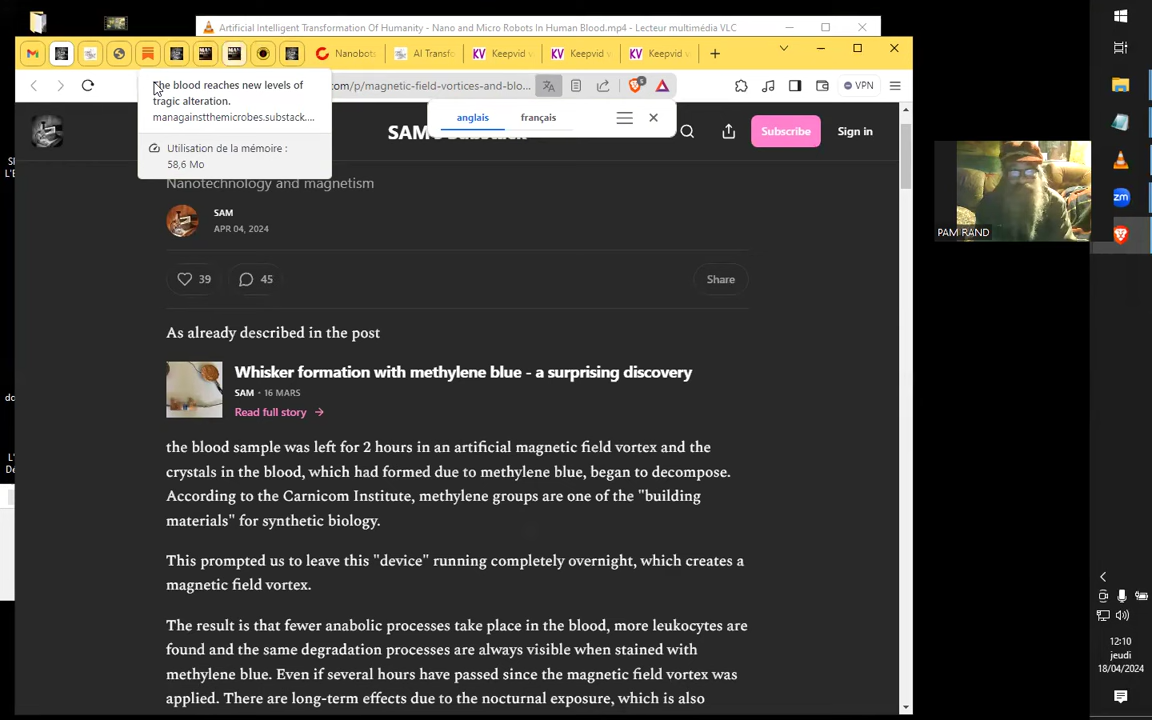 Artificial Intelligent Transformation Of Humanity - Nano and Micro Robots In Human Blood.mp4 - Lecteur multimédia VLC
Nanobots
AI Transf
Keepvid v
Keepvid v
Keepvid v
The blood reaches new levels of
tragic alteration.
managainstthemicrobes.substack....
Utilisation de la mémoire :
58,6 Mo
com/p/magnetic-field-vortices-and-blo...
VPN
anglais
français
Subscribe
Sign in
Nanotechnology and magnetism
SAM
APR 04, 2024
39
45
Share
As already described in the post
Whisker formation with methylene blue - a surprising discovery
SAM • 16 MARS
Read full story →
the blood sample was left for 2 hours in an artificial magnetic field vortex and the
crystals in the blood, which had formed due to methylene blue, began to decompose.
According to the Carnicom Institute, methylene groups are one of the "building
materials" for synthetic biology.
This prompted us to leave this "device" running completely overnight, which creates a
magnetic field vortex.
The result is that fewer anabolic processes take place in the blood, more leukocytes are
found and the same degradation processes are always visible when stained with
methylene blue. Even if several hours have passed since the magnetic field vortex was
applied. There are long-term effects due to the nocturnal exposure, which is also
PAM RAND
zm
12:10
jeudi
18/04/2024